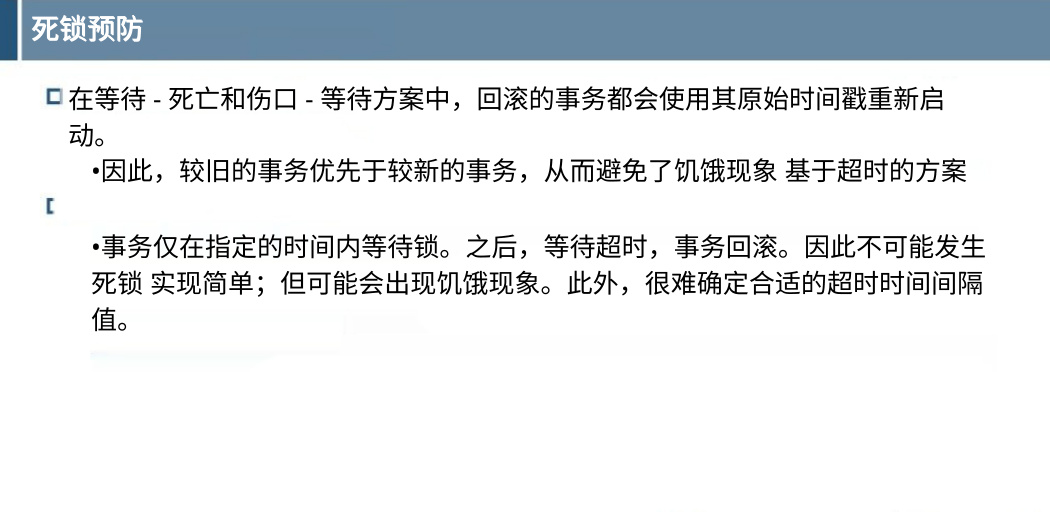 死锁预防
在等待 - 死亡和伤口 - 等待方案中，回滚的事务都会使用其原始时间戳重新启
动。
•因此，较旧的事务优先于较新的事务，从而避免了饥饿现象 基于超时的方案
•事务仅在指定的时间内等待锁。之后，等待超时，事务回滚。因此不可能发生
死锁 实现简单；但可能会出现饥饿现象。此外，很难确定合适的超时时间间隔
值。